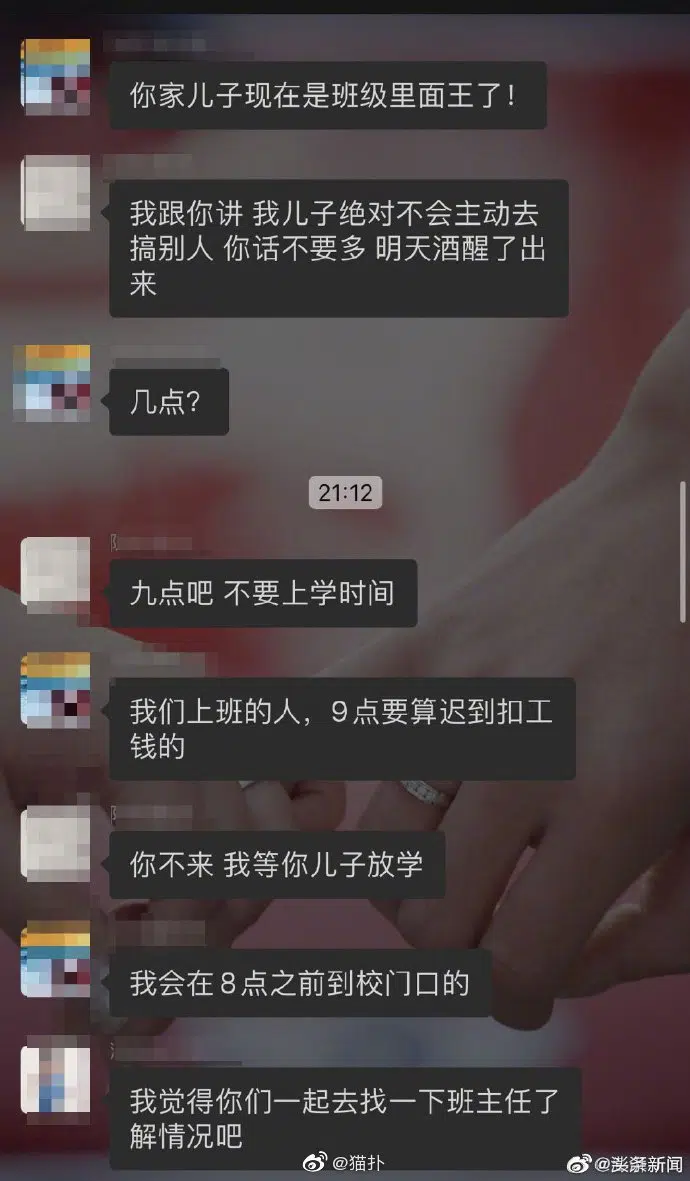 你家儿子现在是班级里面王了!
我跟你讲 我儿子绝对不会主动去
搞别人 你话不要多 明天酒醒了出
来
几点?
21:12
九点吧 不要上学时间
我们上班的人，9点要算迟到扣工
钱的
你不来 我等你儿子放学
我会在8点之前到校门口的
我觉得你们一起去找一下班主任了
解情况吧
@猫扑
@澎湃新闻